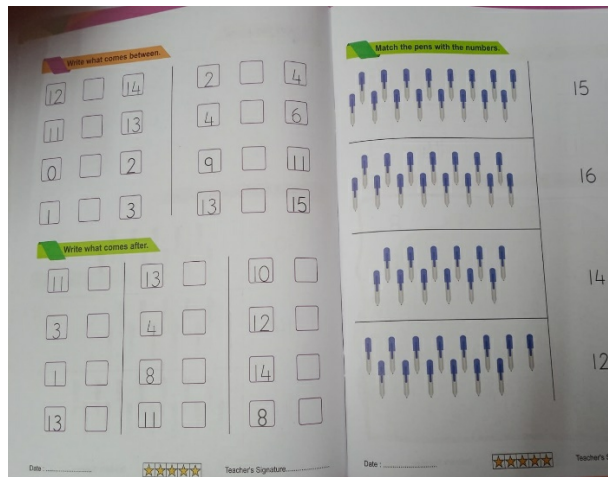 Write what comes between.
12 14 2 4
11 13 4 6
0 2 9 11
1 3 13 15
Write what comes after.
11 13 10
3 4 12
1 8 14
13 11 8
Date :
Teacher's Signature
Match the pens with the numbers.
15
16
14
12
Date :
Teacher's